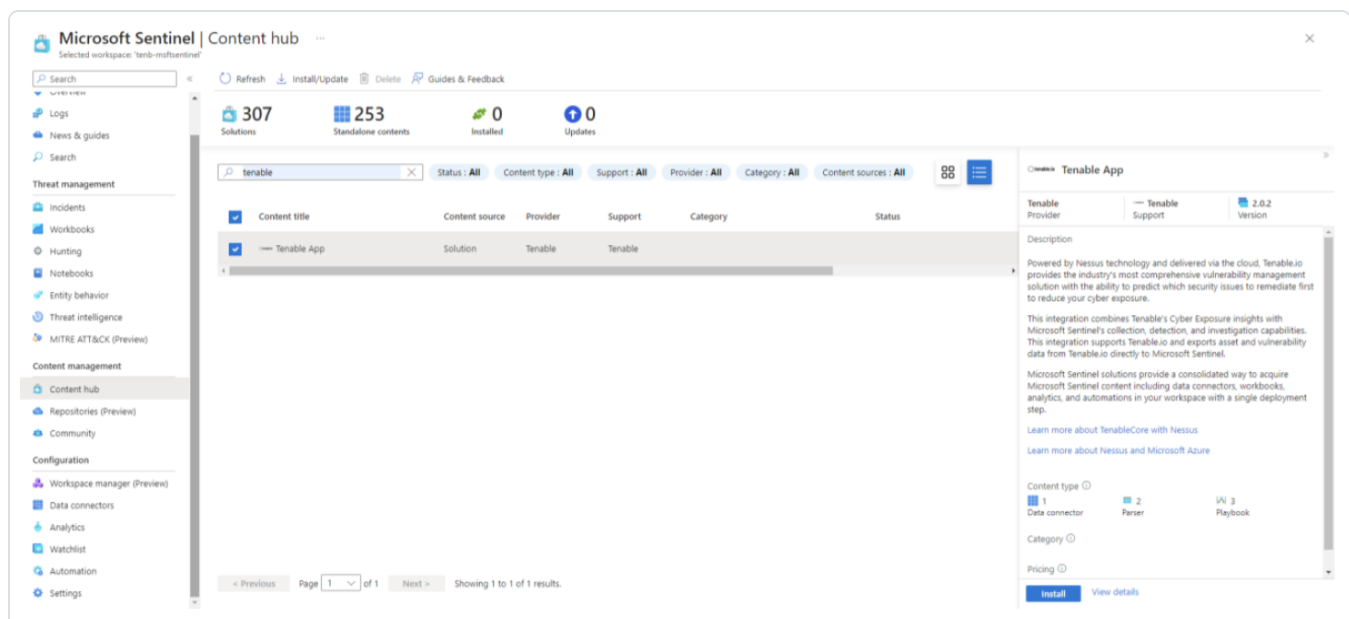 Microsoft Sentinel | Content hub ...
Selected workspace: 'tenb-msftsentinel'
Search
«
Overview
Logs
News & guides
Search
Threat management
Incidents
Workbooks
Hunting
Notebooks
Entity behavior
Threat intelligence
MITRE ATT&CK (Preview)
Content management
Content hub
Repositories (Preview)
Community
Configuration
Workspace manager (Preview)
Data connectors
Analytics
Watchlist
Automation
Settings
Refresh Install/Update Delete Guides & Feedback
307 253 0 0
Solutions Standalone contents Installed Updates
tenable Status : All Content type : All Support : All Provider : All Category : All Content sources : All
Content title Content source Provider Support Category Status
Tenable App Solution Tenable Tenable
< Previous Page 1 of 1 Next > Showing 1 to 1 of 1 results.
»
Tenable App
Tenable Tenable 2.0.2
Provider Support Version
Description
Powered by Nessus technology and delivered via the cloud, Tenable.io
provides the industry's most comprehensive vulnerability management
solution with the ability to predict which security issues to remediate first
to reduce your cyber exposure.
This integration combines Tenable's Cyber Exposure insights with
Microsoft Sentinel's collection, detection, and investigation capabilities.
This integration supports Tenable.io and exports asset and vulnerability
data from Tenable.io directly to Microsoft Sentinel.
Microsoft Sentinel solutions provide a consolidated way to acquire
Microsoft Sentinel content including data connectors, workbooks,
analytics, and automations in your workspace with a single deployment
step.
Learn more about TenableCore with Nessus
Learn more about Nessus and Microsoft Azure
Content type
1 2 3
Data connector Parser Playbook
Category
Pricing
Install View details